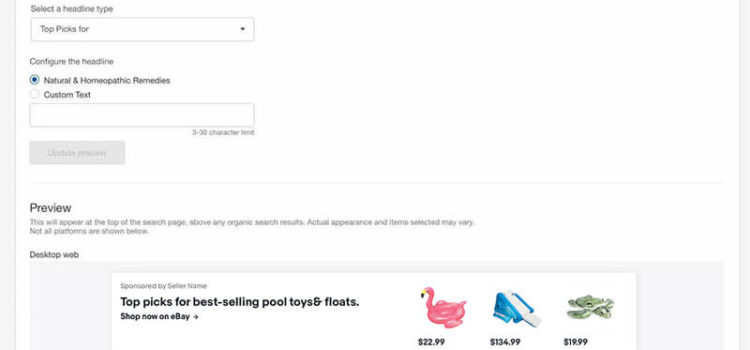 Select a headline type
Top Picks for
Configure the headline
Natural & Homeopathic Remedies
Custom Text
3-30 character limit
Update preview
Preview
This will appear at the top of the search page, above any organic search results. Actual appearance and items selected may vary.
Not all platforms are shown below.
Desktop web
Sponsored by Seller Name
Top picks for best-selling pool toys& floats.
Shop now on eBay →
$22.99 $134.99 $19.99